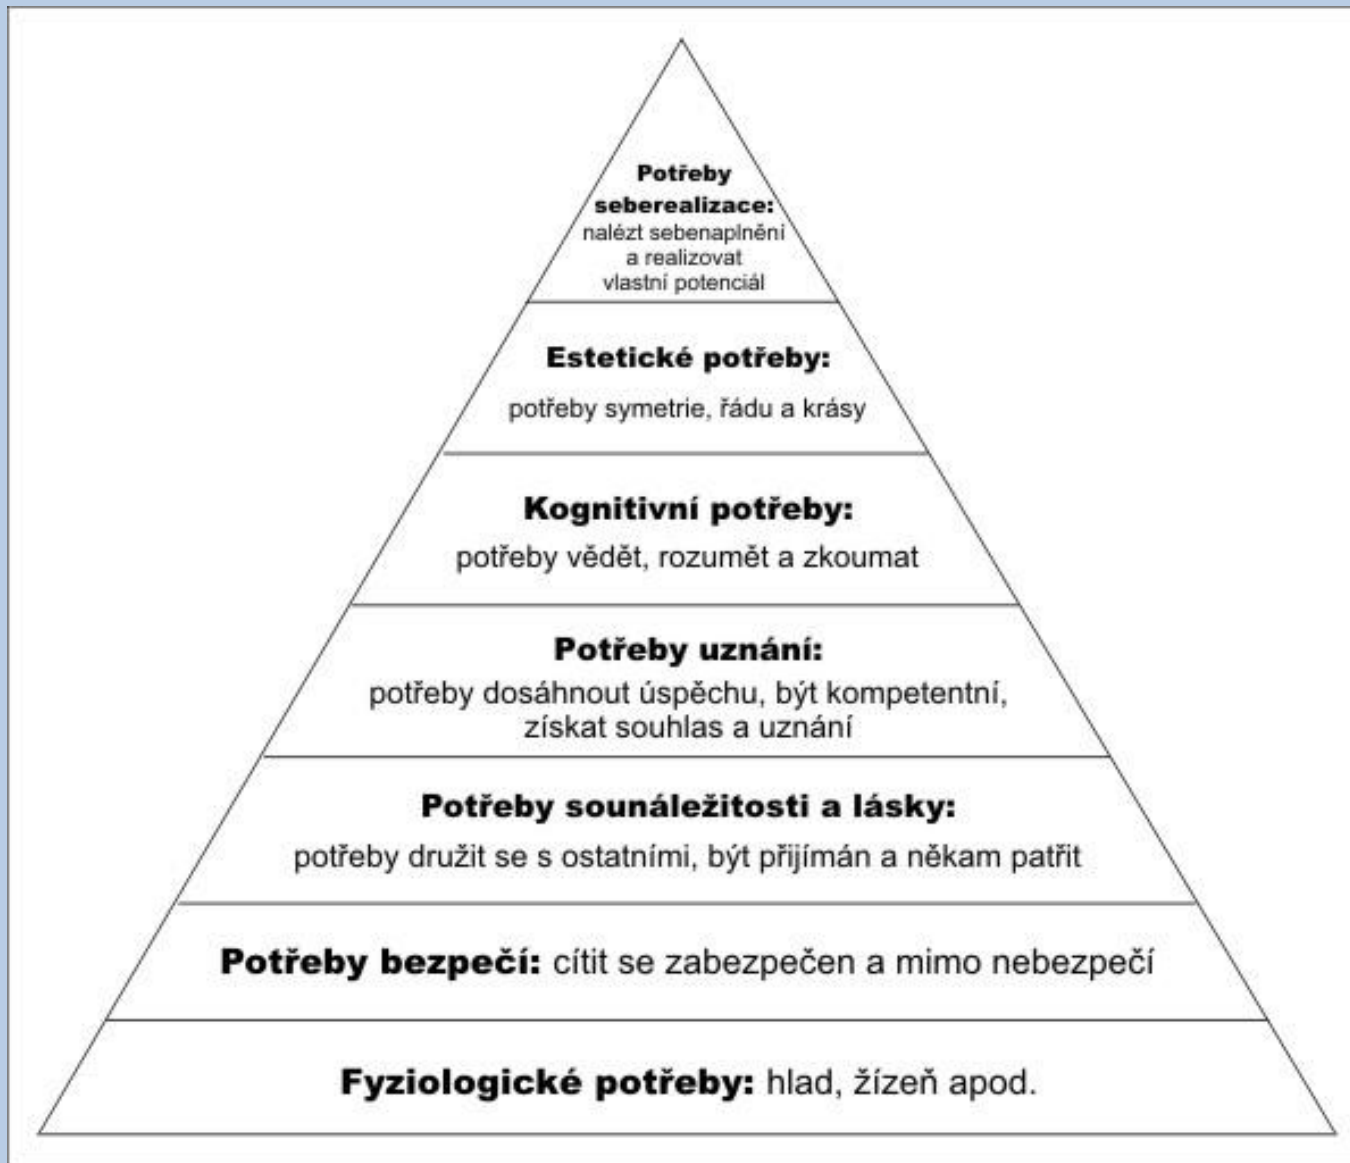 Potřeby
seberealizace:
nalézt sebenaplnění
a realizovat
vlastní potenciál
Estetické potřeby:
potřeby symetrie, řádu a krásy
Kognitivní potřeby:
potřeby vědět, rozumět a zkoumat
Potřeby uznání:
potřeby dosáhnout úspěchu, být kompetentní,
získat souhlas a uznání
Potřeby sounáležitosti a lásky:
potřeby družit se s ostatními, být přijímán a někam patřit
Potřeby bezpečí: cítit se zabezpečen a mimo nebezpečí
Fyziologické potřeby: hlad, žízeň apod.